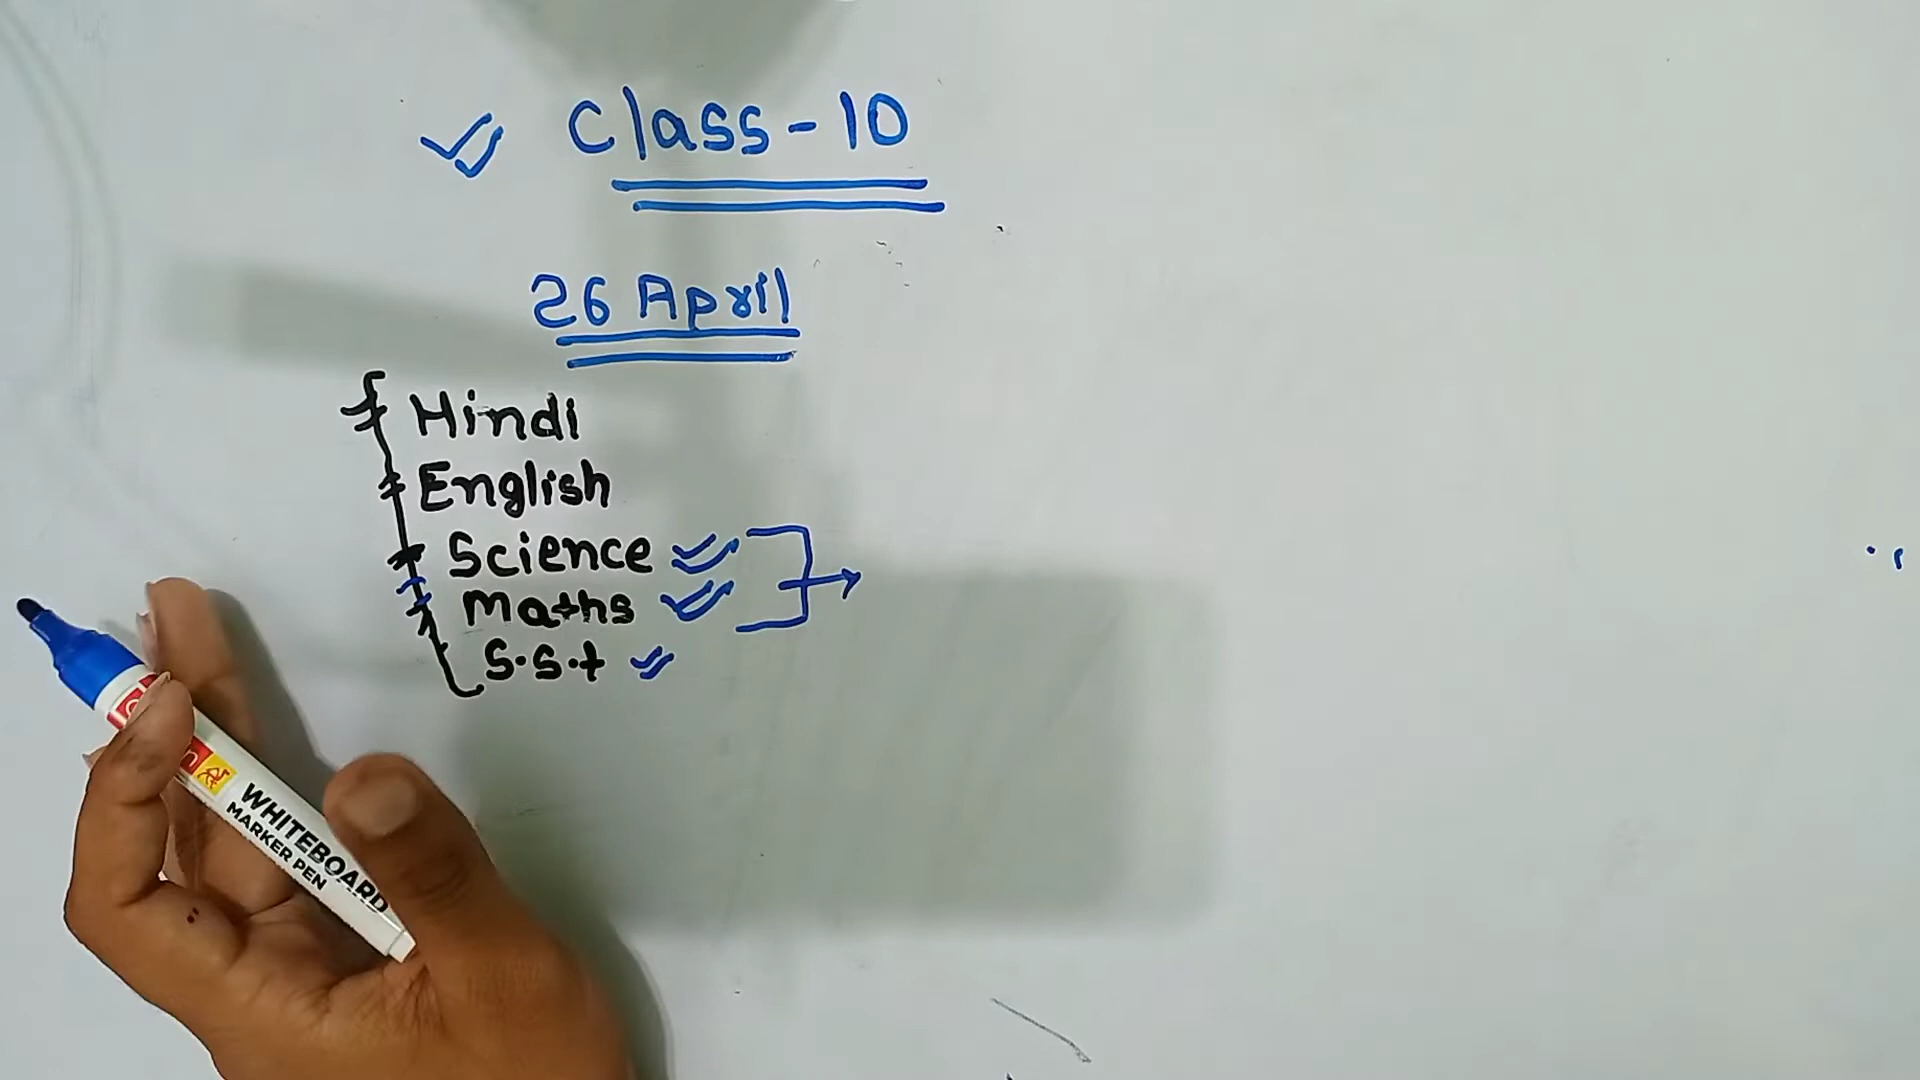 Class-10
26 April
Hindi
English
Science
Maths
S.S.t
WHITEBOARD
MARKER PEN